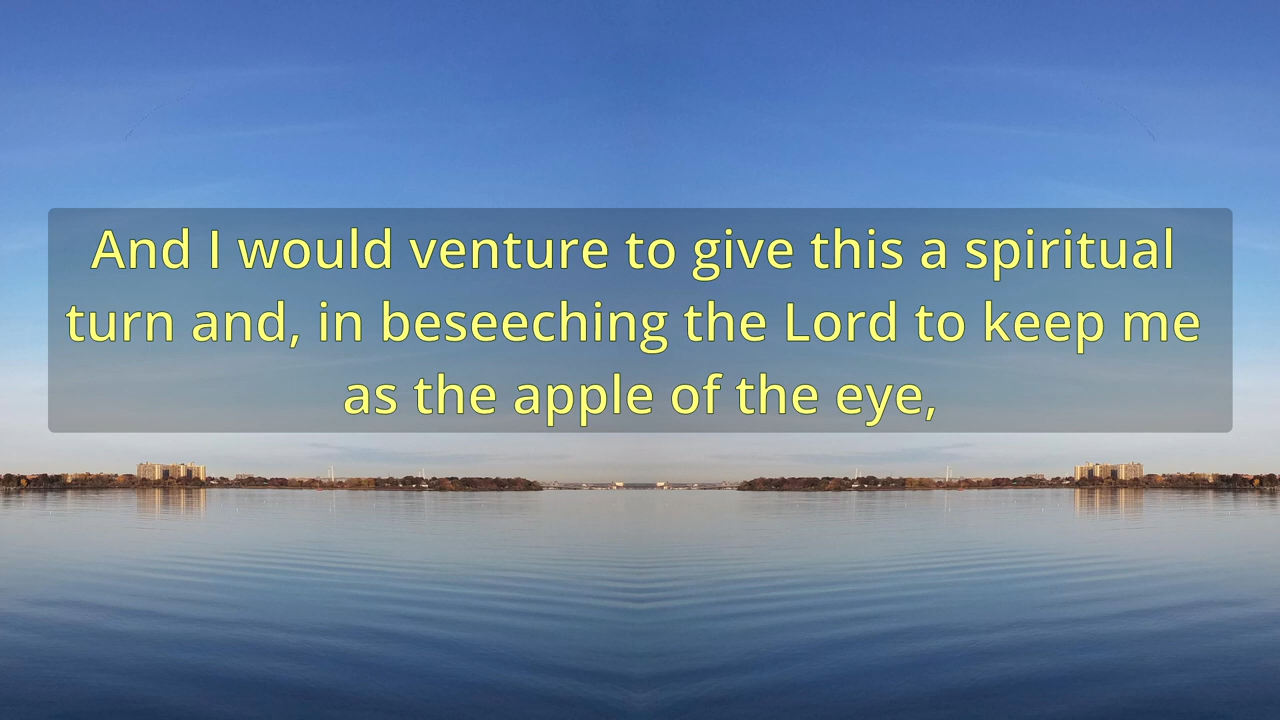 And I would venture to give this a spiritual
turn and, in beseeching the Lord to keep me
as the apple of the eye,